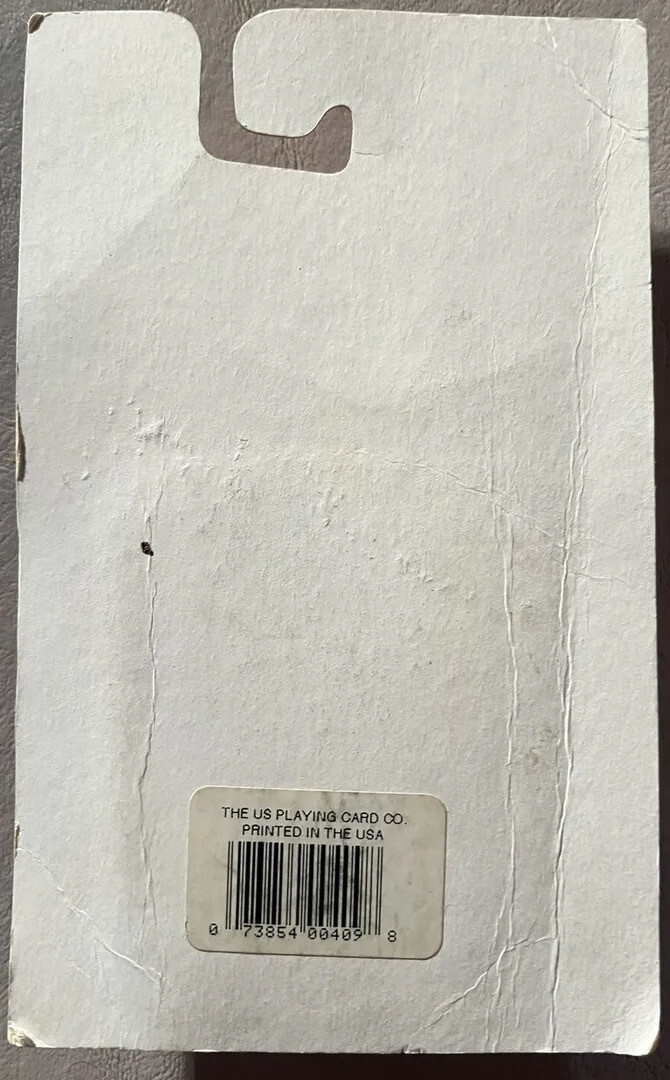 THE US PLAYING CARD CO.
PRINTED IN THE USA
0 73854 00409 8